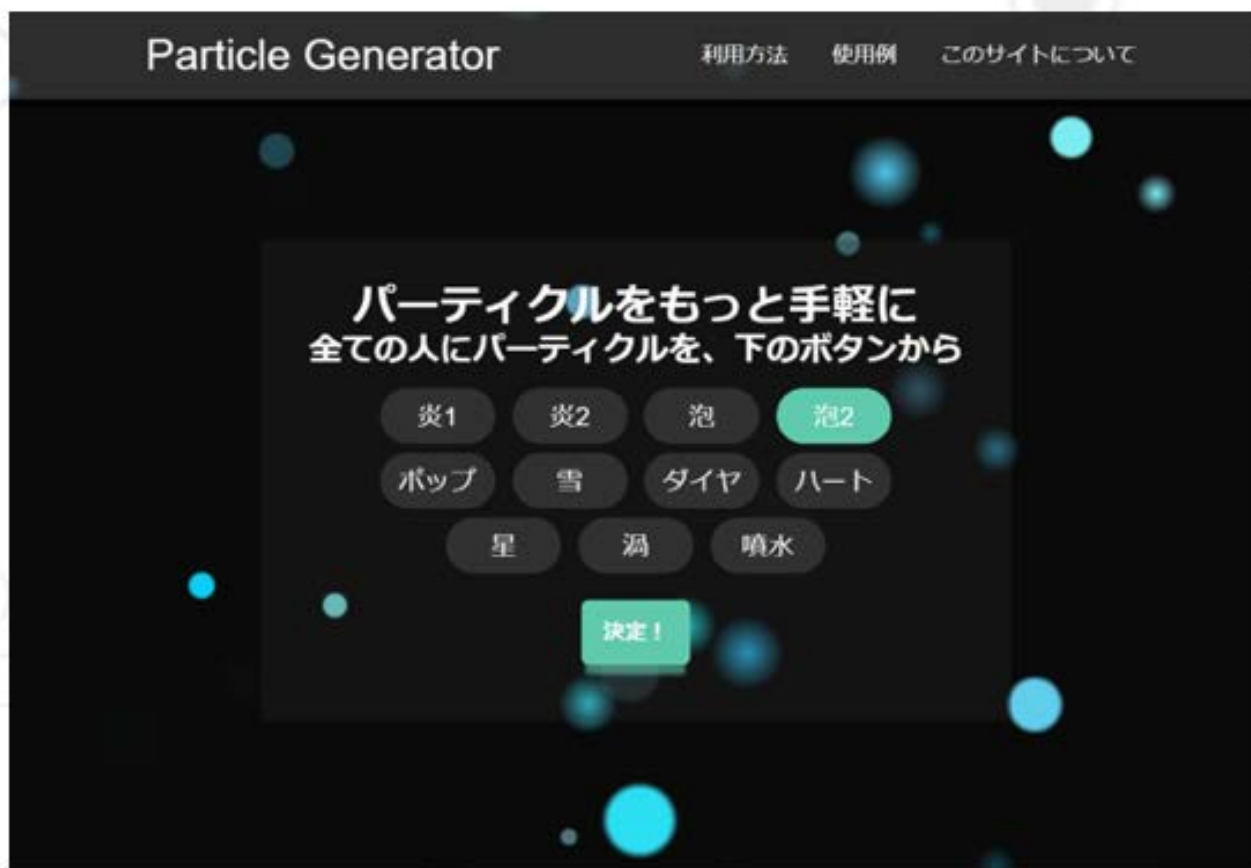 Particle Generator 利用方法 使用例 このサイトについて
パーティクルをもっと手軽に
全ての人にパーティクルを、下のボタンから
炎1 炎2 泡 泡2
ポップ 雪 ダイヤ ハート
星 渦 噴水
決定！